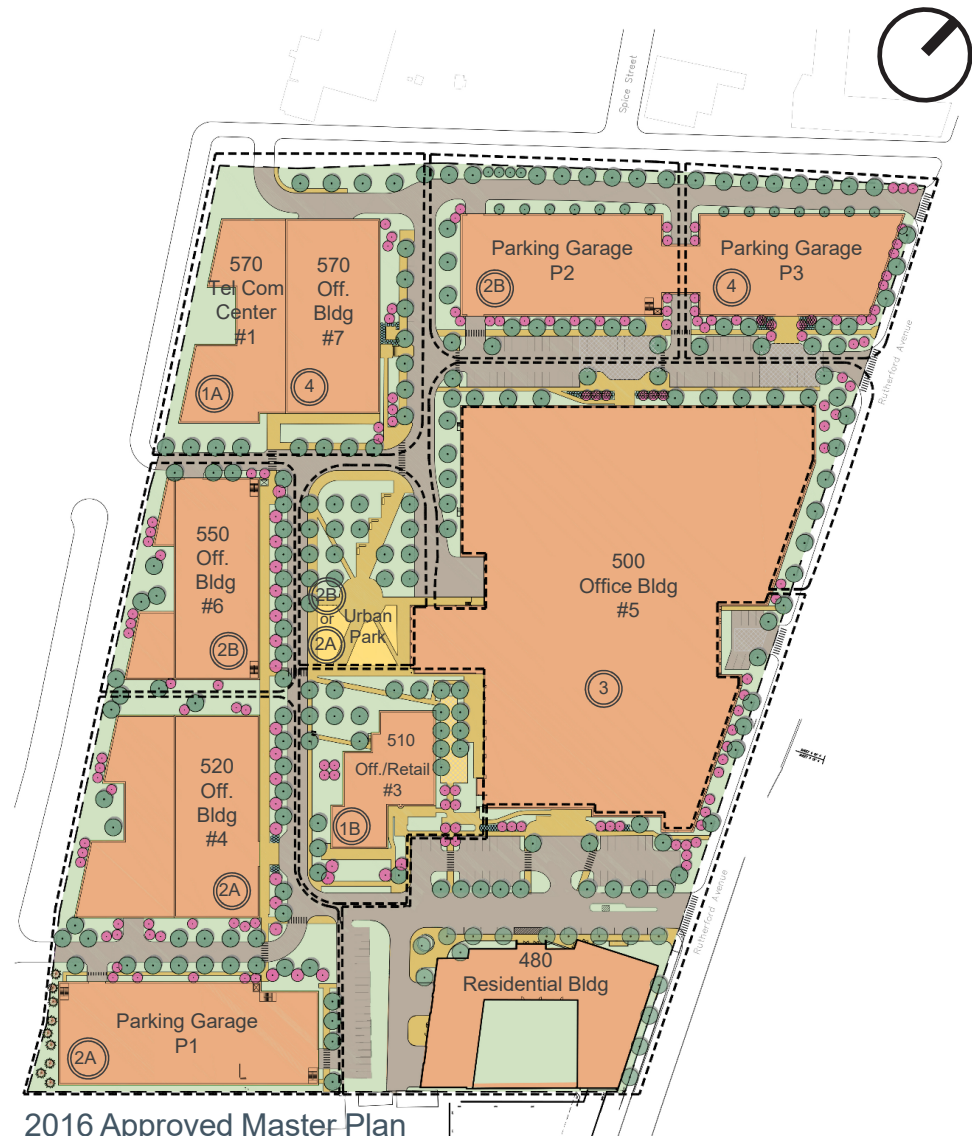 Spice Street
Parking Garage
P2
2B
Parking Garage
P3
4
570
Tel Com
Center
#1
1A
570
Off.
Bldg
#7
4
Rutherford Avenue
550
Off.
Bldg
#6
2B
2B
or
2A
Urban
Park
500
Office Bldg
#5
3
520
Off.
Bldg
#4
2A
510
Off./Retail
#3
1B
Rutherford Avenue
480
Residential Bldg
Parking Garage
P1
2A
2016 Approved Master Plan